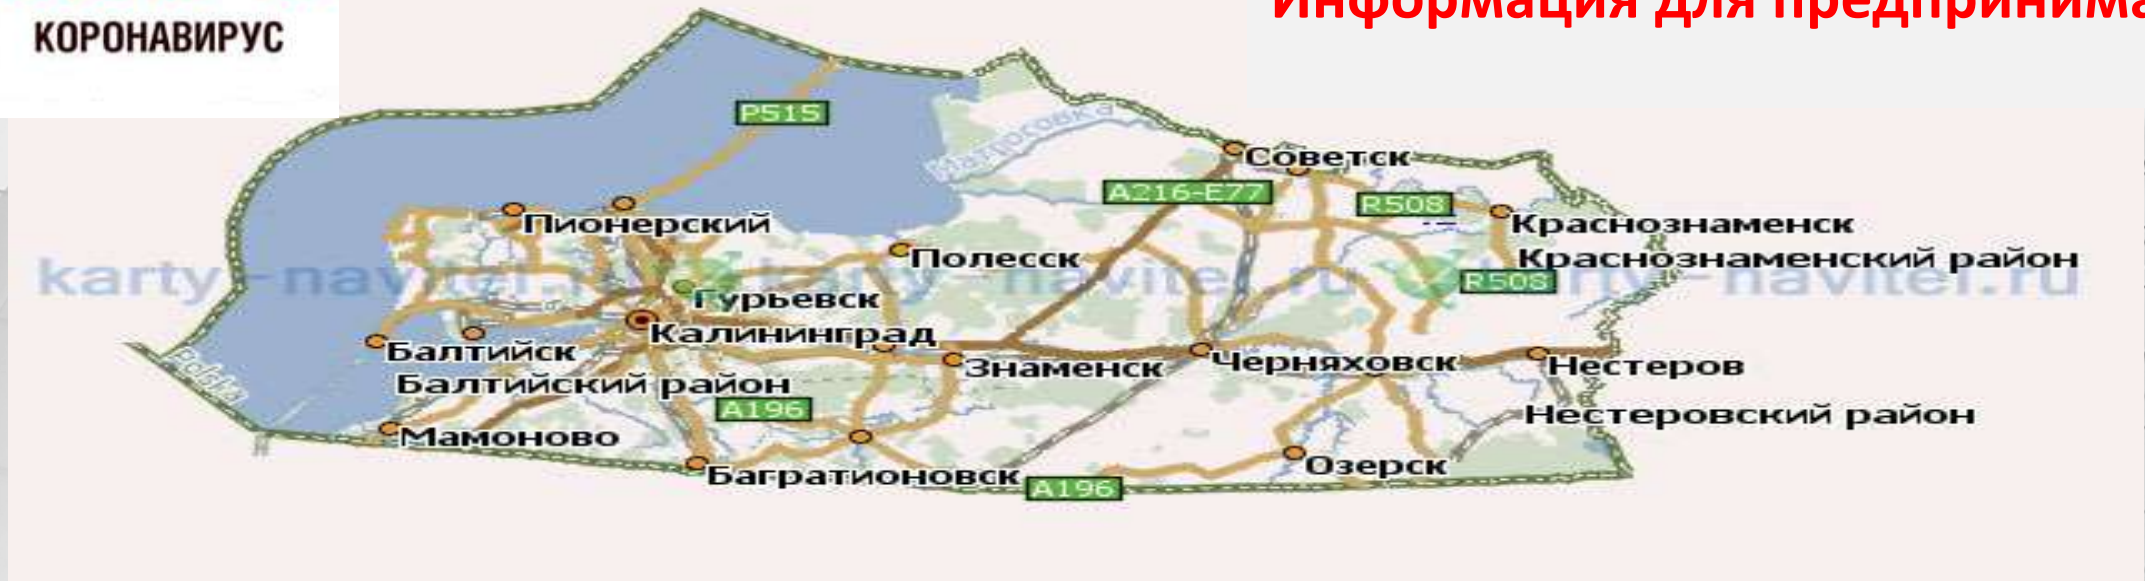 Информация для предпринима
КОРОНАВИРУС
P515
Матросовка
Советск
A216-E77
R508
Пионерский
Краснознаменск
Полесск
Краснознаменский район
karty-navitel.ru karty-navitel.ru karty-navitel.ru
R508
Гурьевск
Калининград
Балтийск
Знаменск
Черняховск
Нестеров
Polska
Балтийский район
A196
Нестеровский район
Мамоново
Багратионовск
Озерск
A196